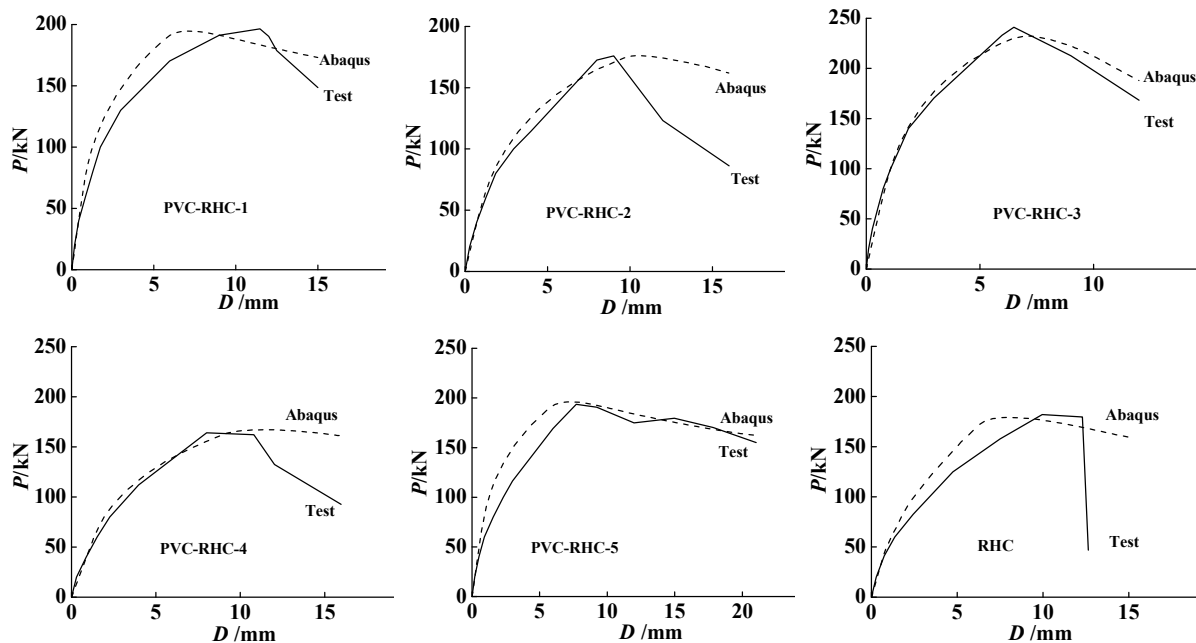 200
150
100
50
0
P/kN
0 5 10 15
D /mm
Abaqus
Test
PVC-RHC-1
200
150
100
50
0
P/kN
0 5 10 15
D /mm
Abaqus
Test
PVC-RHC-2
250
200
150
100
50
0
P/kN
0 5 10
D /mm
Abaqus
Test
PVC-RHC-3
250
200
150
100
50
0
P/kN
0 5 10 15
D /mm
Abaqus
Test
PVC-RHC-4
250
200
150
100
50
0
P/kN
0 5 10 15 20
D /mm
Abaqus
Test
PVC-RHC-5
250
200
150
100
50
0
P/kN
0 5 10 15
D /mm
Abaqus
Test
RHC